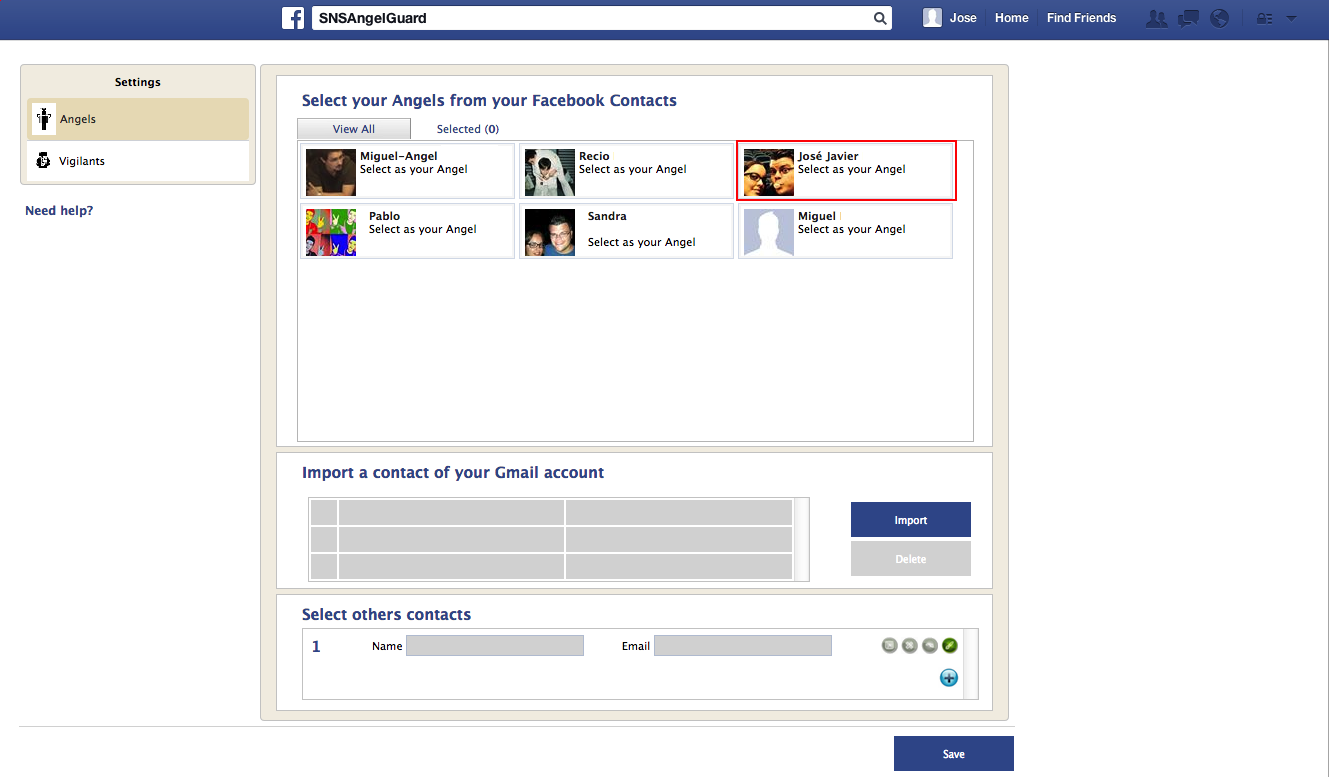 SNSAngelGuard
Jose
Home
Find Friends
Settings
Angels
Vigilants
Need help?
Select your Angels from your Facebook Contacts
View All
Selected (0)
Miguel-Angel
Select as your Angel
Recio
Select as your Angel
José Javier
Select as your Angel
Pablo
Select as your Angel
Sandra
Select as your Angel
Miguel
Select as your Angel
Import a contact of your Gmail account
Import
Delete
Select others contacts
1
Name
Email
Save